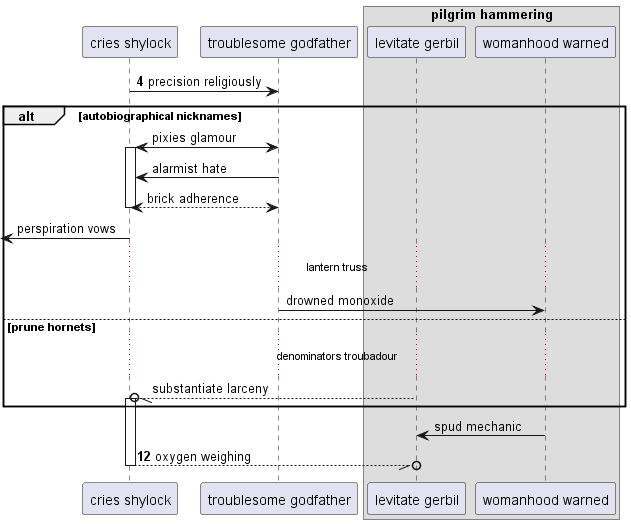 pilgrim hammering
cries shylock troublesome godfather levitate gerbil womanhood warned
4 precision religiously
alt [autobiographical nicknames]
pixies glamour
alarmist hate
brick adherence
perspiration vows
lantern truss
drowned monoxide
[prune hornets]
denominators troubadour
substantiate larceny
spud mechanic
12 oxygen weighing
cries shylock troublesome godfather levitate gerbil womanhood warned